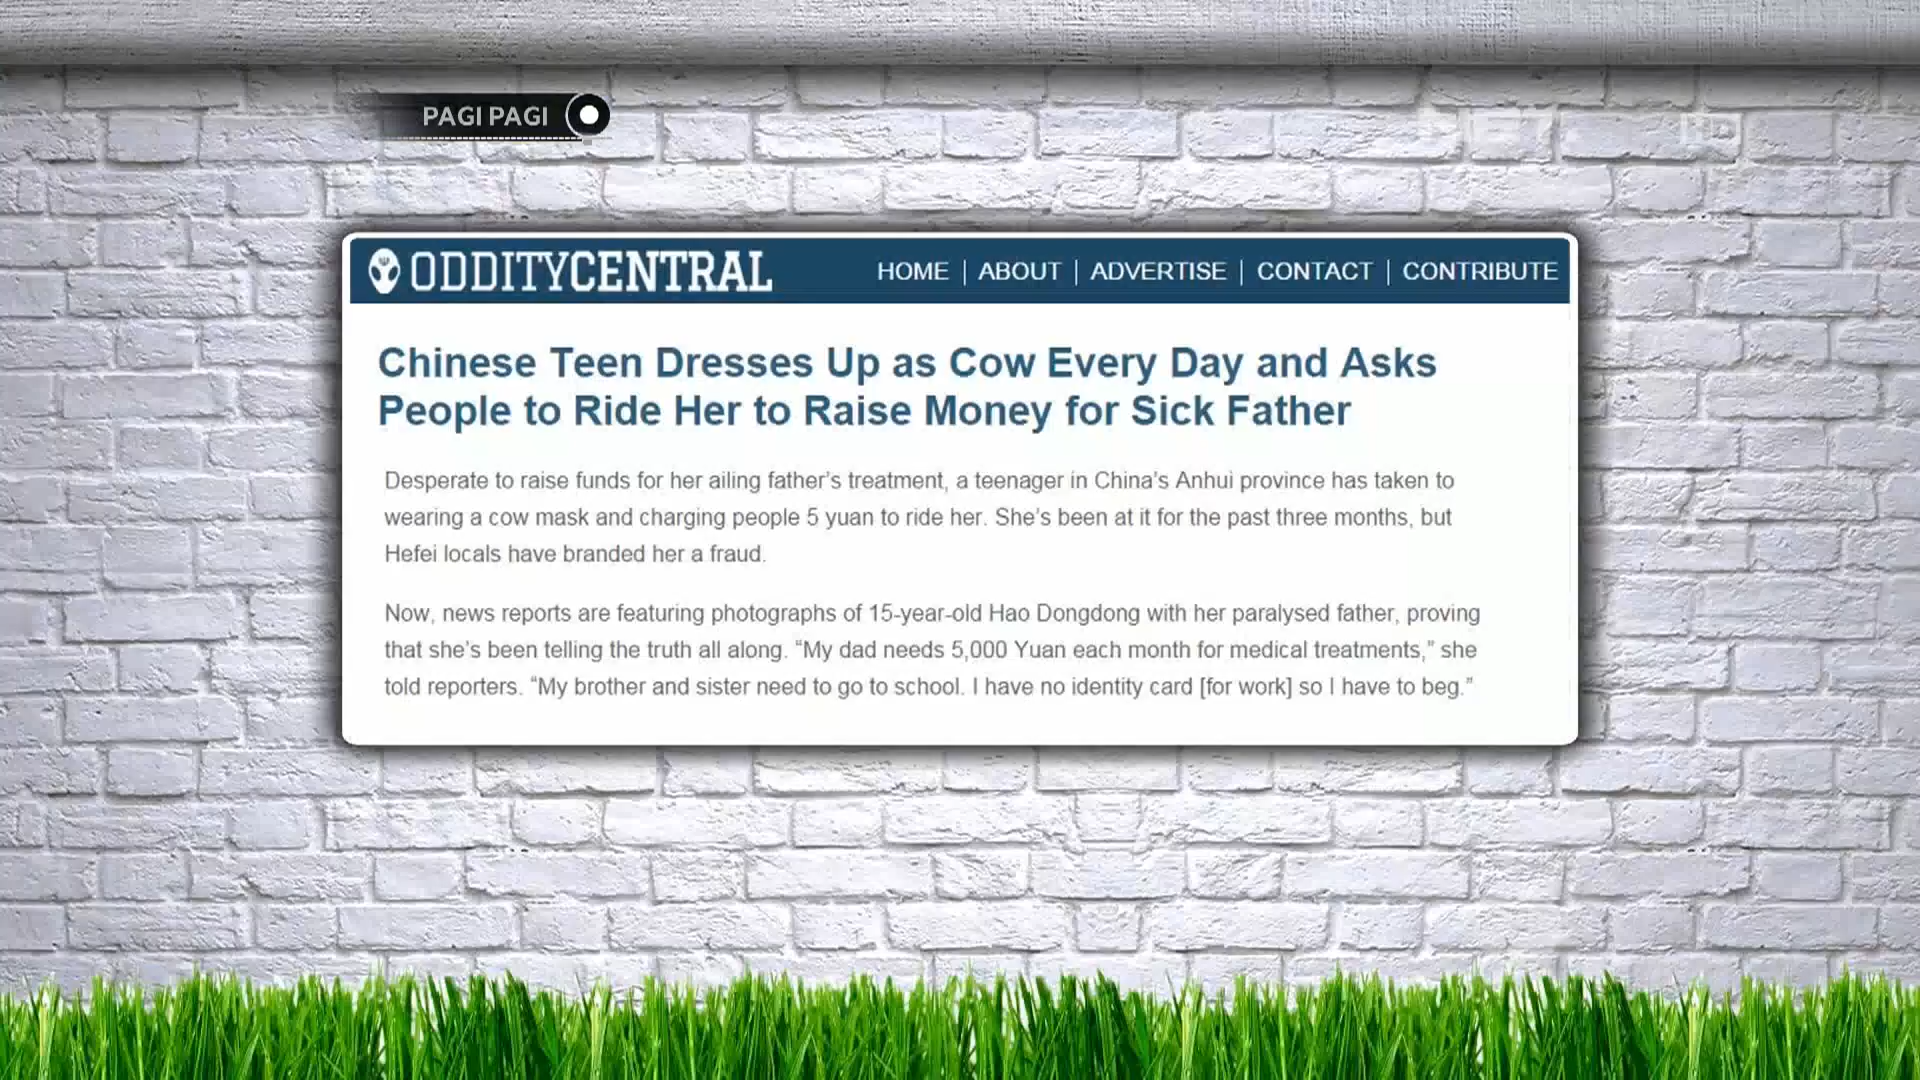 PAGI PAGI
NET.
HD
ODDITYCENTRAL
HOME | ABOUT | ADVERTISE | CONTACT | CONTRIBUTE
Chinese Teen Dresses Up as Cow Every Day and Asks
People to Ride Her to Raise Money for Sick Father
Desperate to raise funds for her ailing father’s treatment, a teenager in China’s Anhui province has taken to
wearing a cow mask and charging people 5 yuan to ride her. She’s been at it for the past three months, but
Hefei locals have branded her a fraud.
Now, news reports are featuring photographs of 15-year-old Hao Dongdong with her paralysed father, proving
that she’s been telling the truth all along. “My dad needs 5,000 Yuan each month for medical treatments,” she
told reporters. “My brother and sister need to go to school. I have no identity card [for work] so I have to beg.”